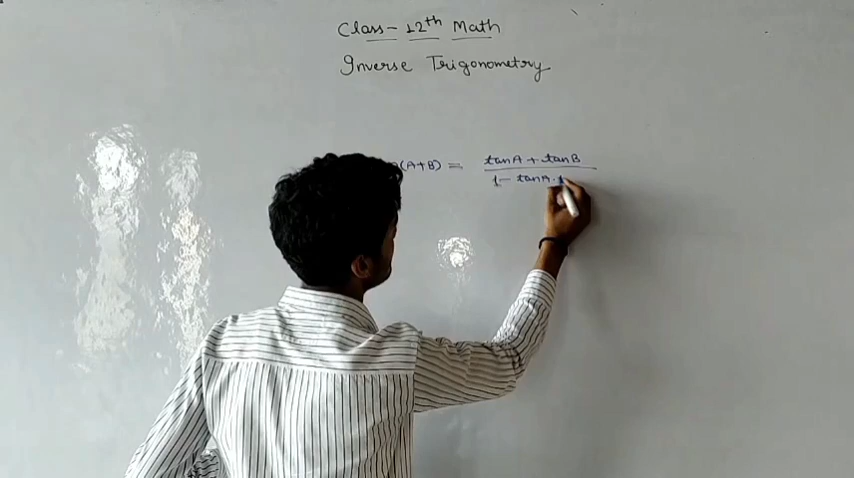 Class - 12th Math
Inverse Trigonometry
(A+B) = tanA + tanB
1 - tanA.